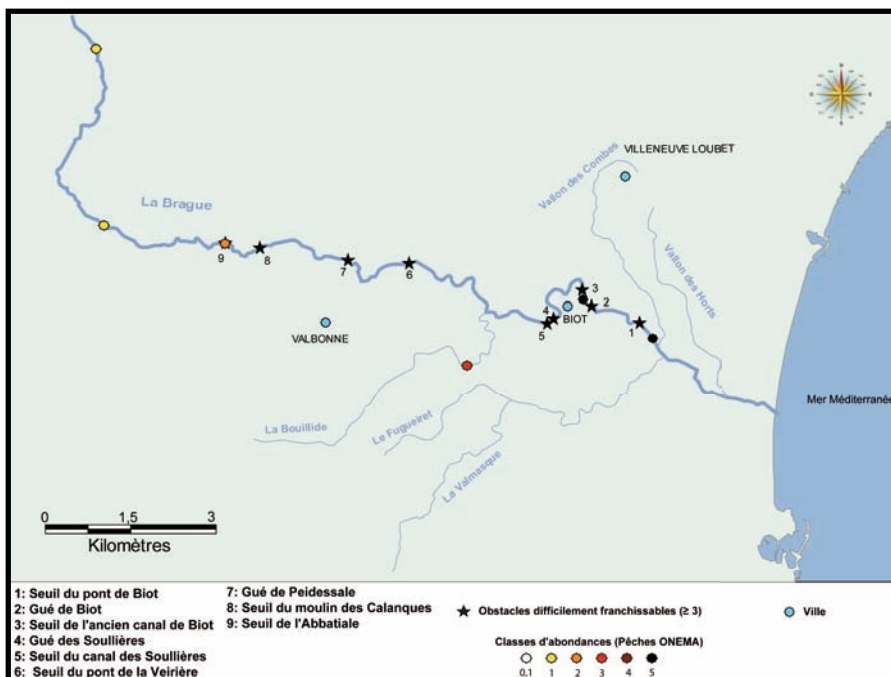 VILLENEUVE LOUBET
Vallon des Combes
La Brague
Vallon des Horts
9
8
7
6
3
2
4
BIOT
5
1
VALBONNE
Mer Méditerranée
La Bouillide
Le Fugueiret
La Valmasque
0 1,5 3
Kilomètres
1: Seuil du pont de Biot
2: Gué de Biot
3: Seuil de l'ancien canal de Biot
4: Gué des Soullières
5: Seuil du canal des Soullières
6: Seuil du pont de la Veirière
7: Gué de Peidessale
8: Seuil du moulin des Calanques
9: Seuil de l'Abbatiale
Obstacles difficilement franchissables (≥ 3)
Ville
Classes d'abondances (Pêches ONEMA)
0,1 1 2 3 4 5